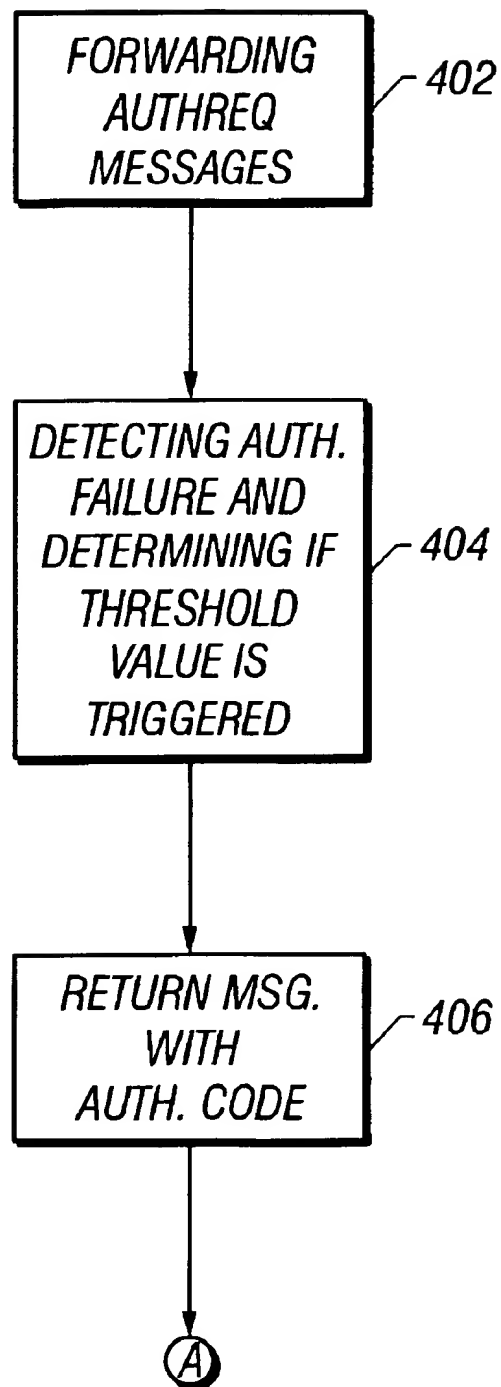 FORWARDING
AUTHREQ
MESSAGES
402
DETECTING AUTH.
FAILURE AND
DETERMINING IF
THRESHOLD
VALUE IS
TRIGGERED
404
RETURN MSG.
WITH
AUTH. CODE
406
A